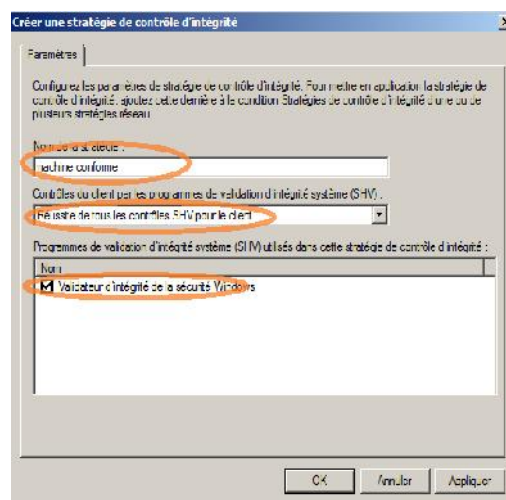 Créer une stratégie de contrôle d'intégrité
Paramètres
Configurez les paramètres de stratégie de contrôle d'intégrité. Pour mettre en application la stratégie de
contrôle d'intégrité, ajoutez cette dernière à la condition Stratégies de contrôle d'intégrité d'une ou de
plusieurs stratégies réseau.
Nom de la stratégie :
machine conforme
Contrôles du client par les programmes de validation d'intégrité système (SHV) :
Réussite de tous les contrôles SHV pour le client
Programmes de validation d'intégrité système (SHV) utilisés dans cette stratégie de contrôle d'intégrité :
Nom
Validateur d'intégrité de la sécurité Windows
OK Annuler Appliquer